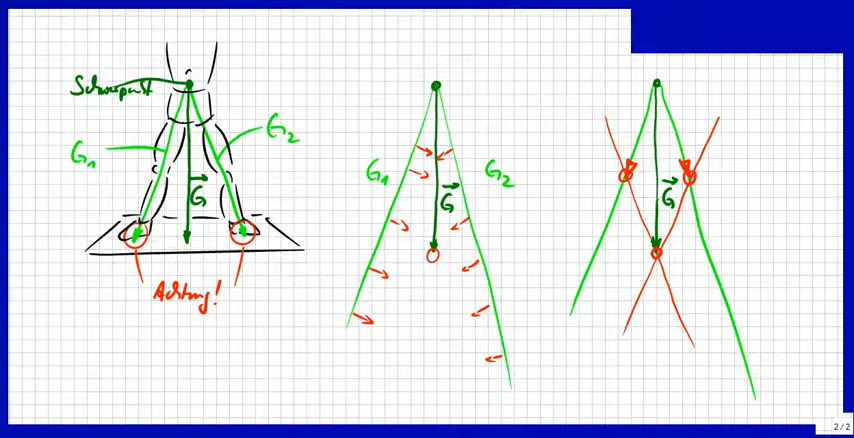 Schwerpunkt
G₁
G₂
G⃗
Achtung!
G₁
G₂
G⃗
G⃗
2 / 2